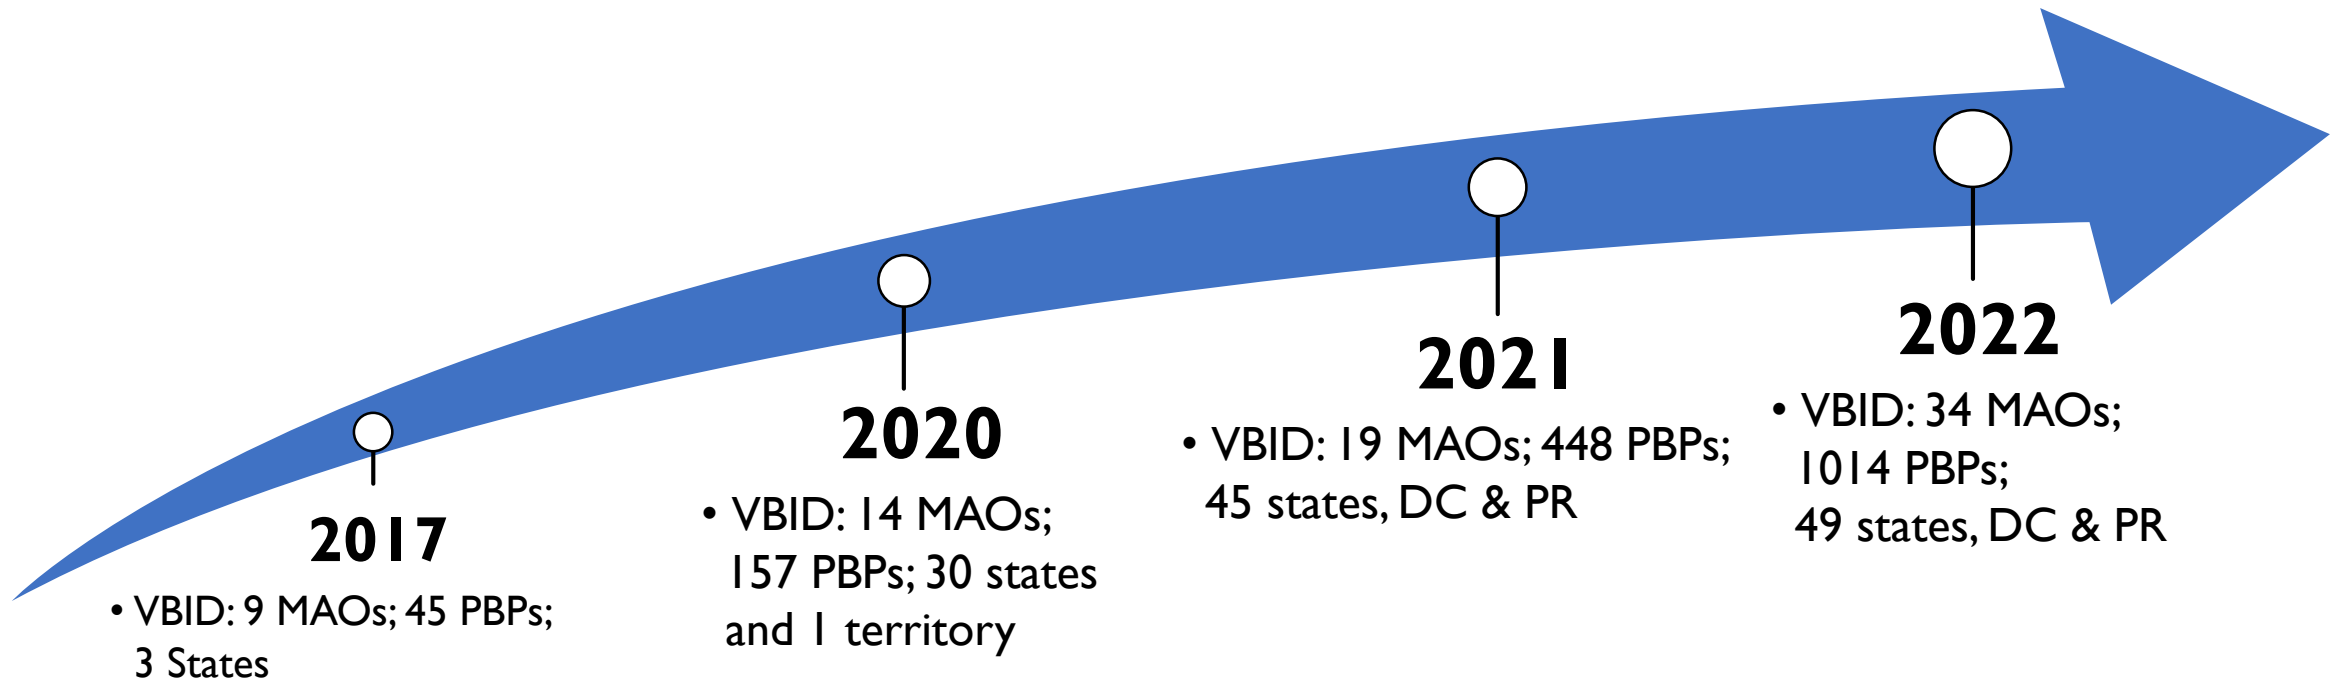 2017
• VBID: 9 MAOs; 45 PBPs;
3 States
2020
• VBID: 14 MAOs;
157 PBPs; 30 states
and 1 territory
2021
• VBID: 19 MAOs; 448 PBPs;
45 states, DC & PR
2022
• VBID: 34 MAOs;
1014 PBPs;
49 states, DC & PR